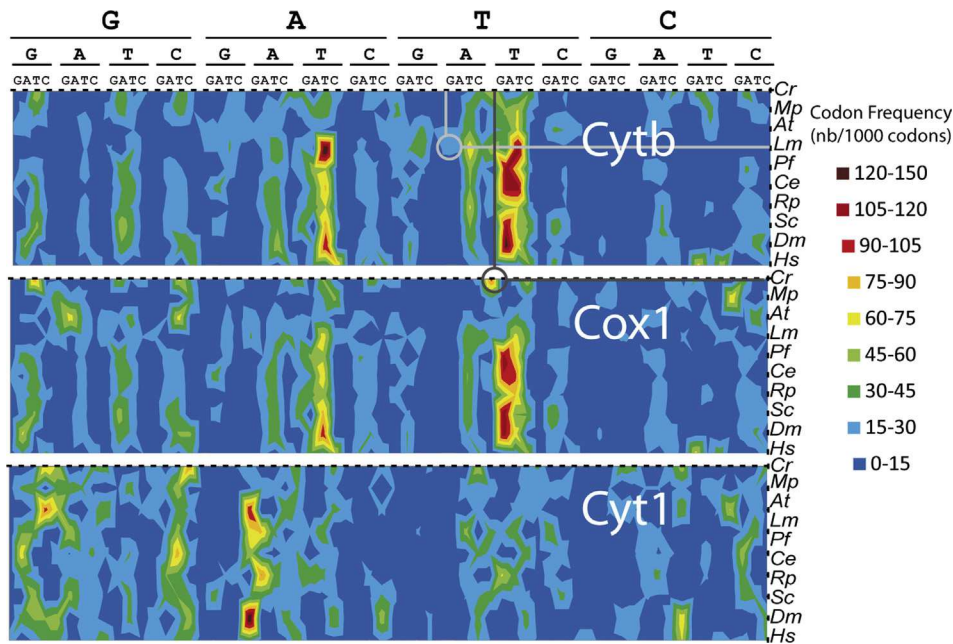 G A T C
G A T C G A T C G A T C G A T C
GATC GATC GATC GATC GATC GATC GATC GATC GATC GATC GATC GATC GATC GATC GATC GATC
Cr
Mp
At
Lm
Pf
Ce
Rp
Sc
Dm
Hs
Cytb
Cr
Mp
At
Lm
Pf
Ce
Rp
Sc
Dm
Hs
Cox1
Cr
Mp
At
Lm
Pf
Ce
Rp
Sc
Dm
Hs
Cyt1
Codon Frequency
(nb/1000 codons)
120-150
105-120
90-105
75-90
60-75
45-60
30-45
15-30
0-15